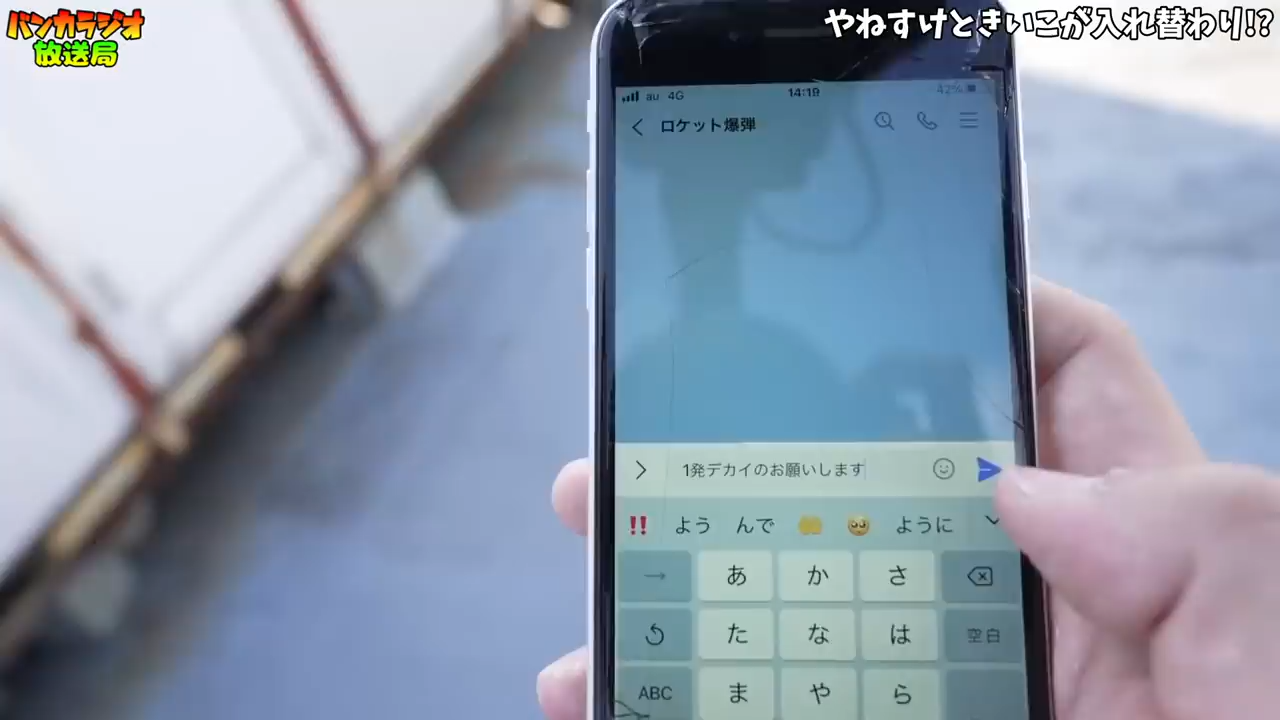 バンカラジオ
放送局
やねすけときいこが入れ替わり!?
au 4G
14:19
42%
ロケット爆弾
1発デカイのお願いします
‼ よう んで 🤲 🥺 ように
→ あ か さ
た な は 空白
ABC ま や ら